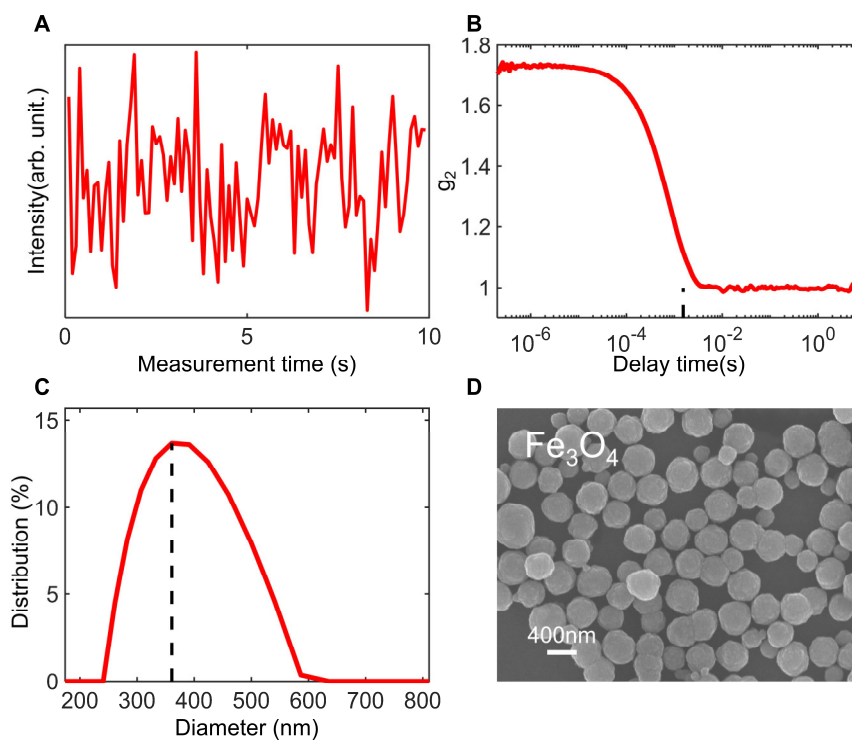 A
Intensity(arb. unit.)
0 5 10
Measurement time (s)
B
g₂
1.8
1.6
1.4
1.2
1
10⁻⁶ 10⁻⁴ 10⁻² 10⁰
Delay time(s)
C
Distribution (%)
15
10
5
0
200 300 400 500 600 700 800
Diameter (nm)
D
Fe₃O₄
400nm